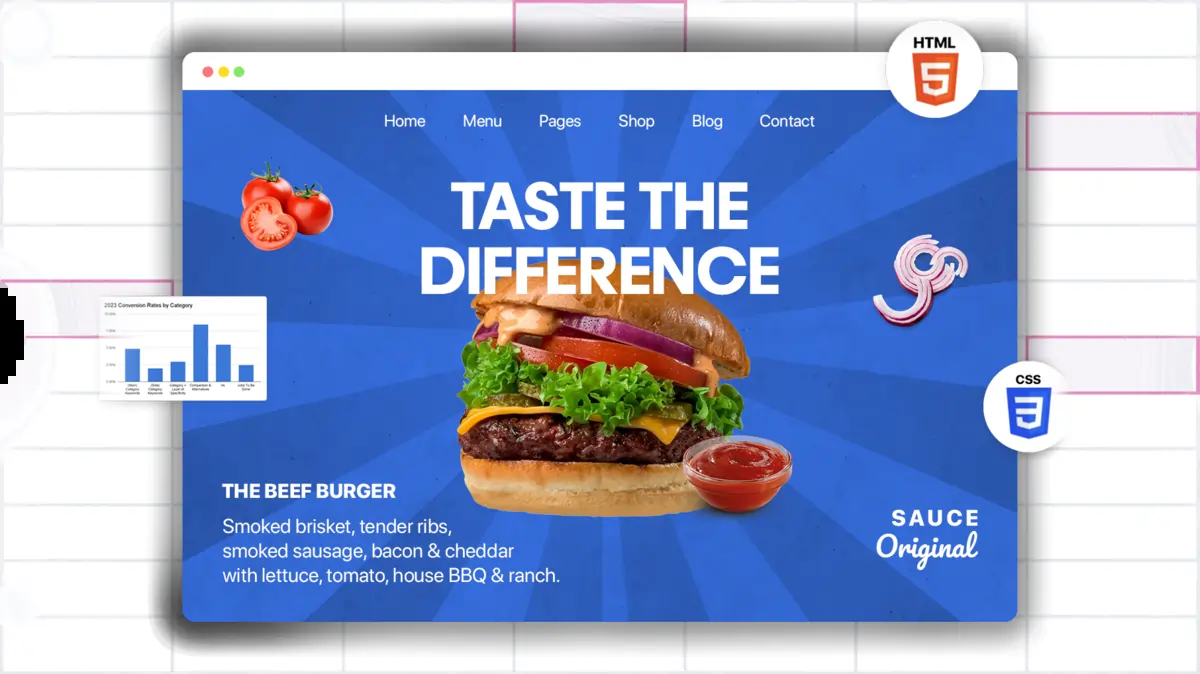 HTML
5
Home Menu Pages Shop Blog Contact
TASTE THE
DIFFERENCE
2023 Conversion Rates by Category
CSS
3
THE BEEF BURGER
Smoked brisket, tender ribs,
smoked sausage, bacon & cheddar
with lettuce, tomato, house BBQ & ranch.
SAUCE
Original